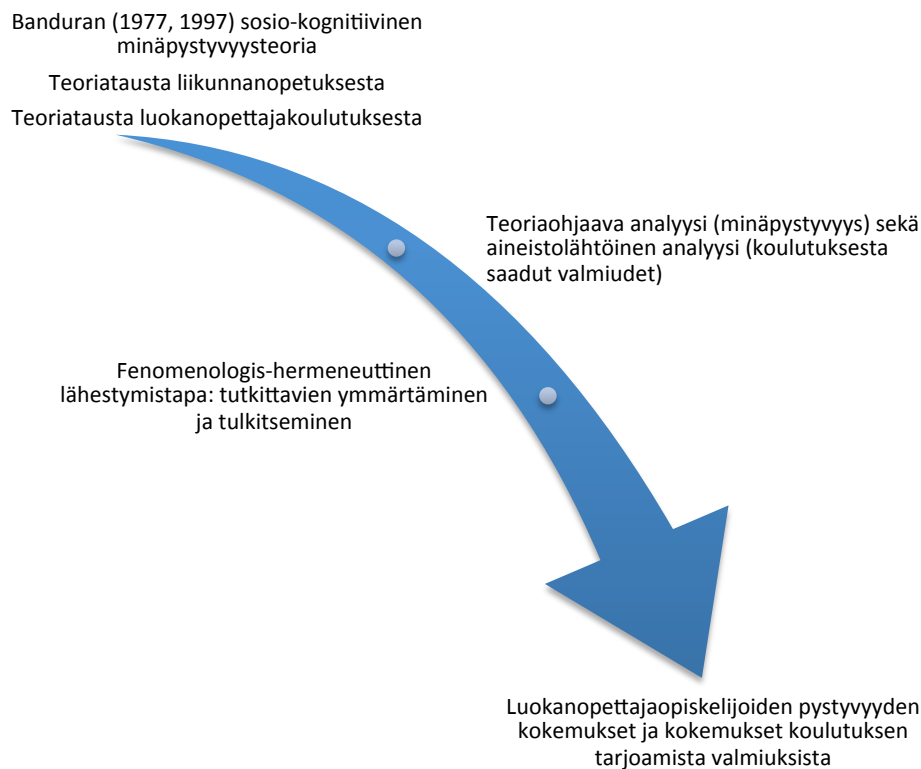 Banduran (1977, 1997) sosio-kognitiivinen
minäpystyvyysteoria
Teoriatausta liikunnanopetuksesta
Teoriatausta luokanopettajakoulutuksesta
Teoriaohjaava analyysi (minäpystyvyys) sekä
aineistolähtöinen analyysi (koulutuksesta
saadut valmiudet)
Fenomenologis-hermeneuttinen
lähestymistapa: tutkittavien ymmärtäminen
ja tulkitseminen
Luokanopettajaopiskelijoiden pystyvyyden
kokemukset ja kokemukset koulutuksen
tarjoamista valmiuksista